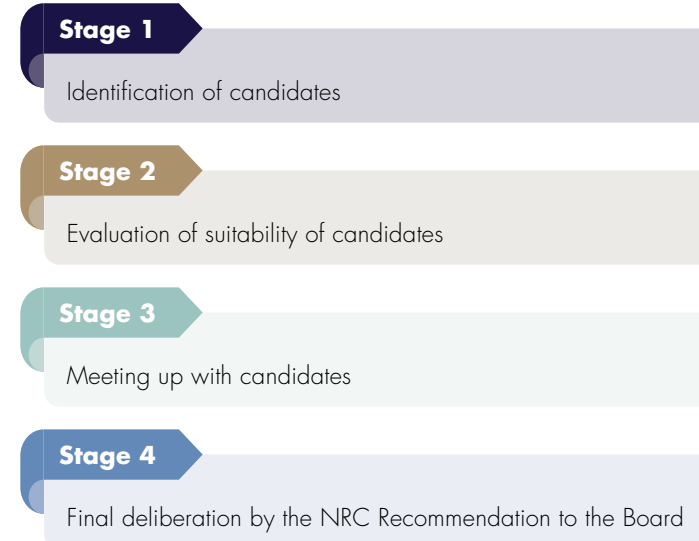 Stage 1
Identification of candidates
Stage 2
Evaluation of suitability of candidates
Stage 3
Meeting up with candidates
Stage 4
Final deliberation by the NRC Recommendation to the Board